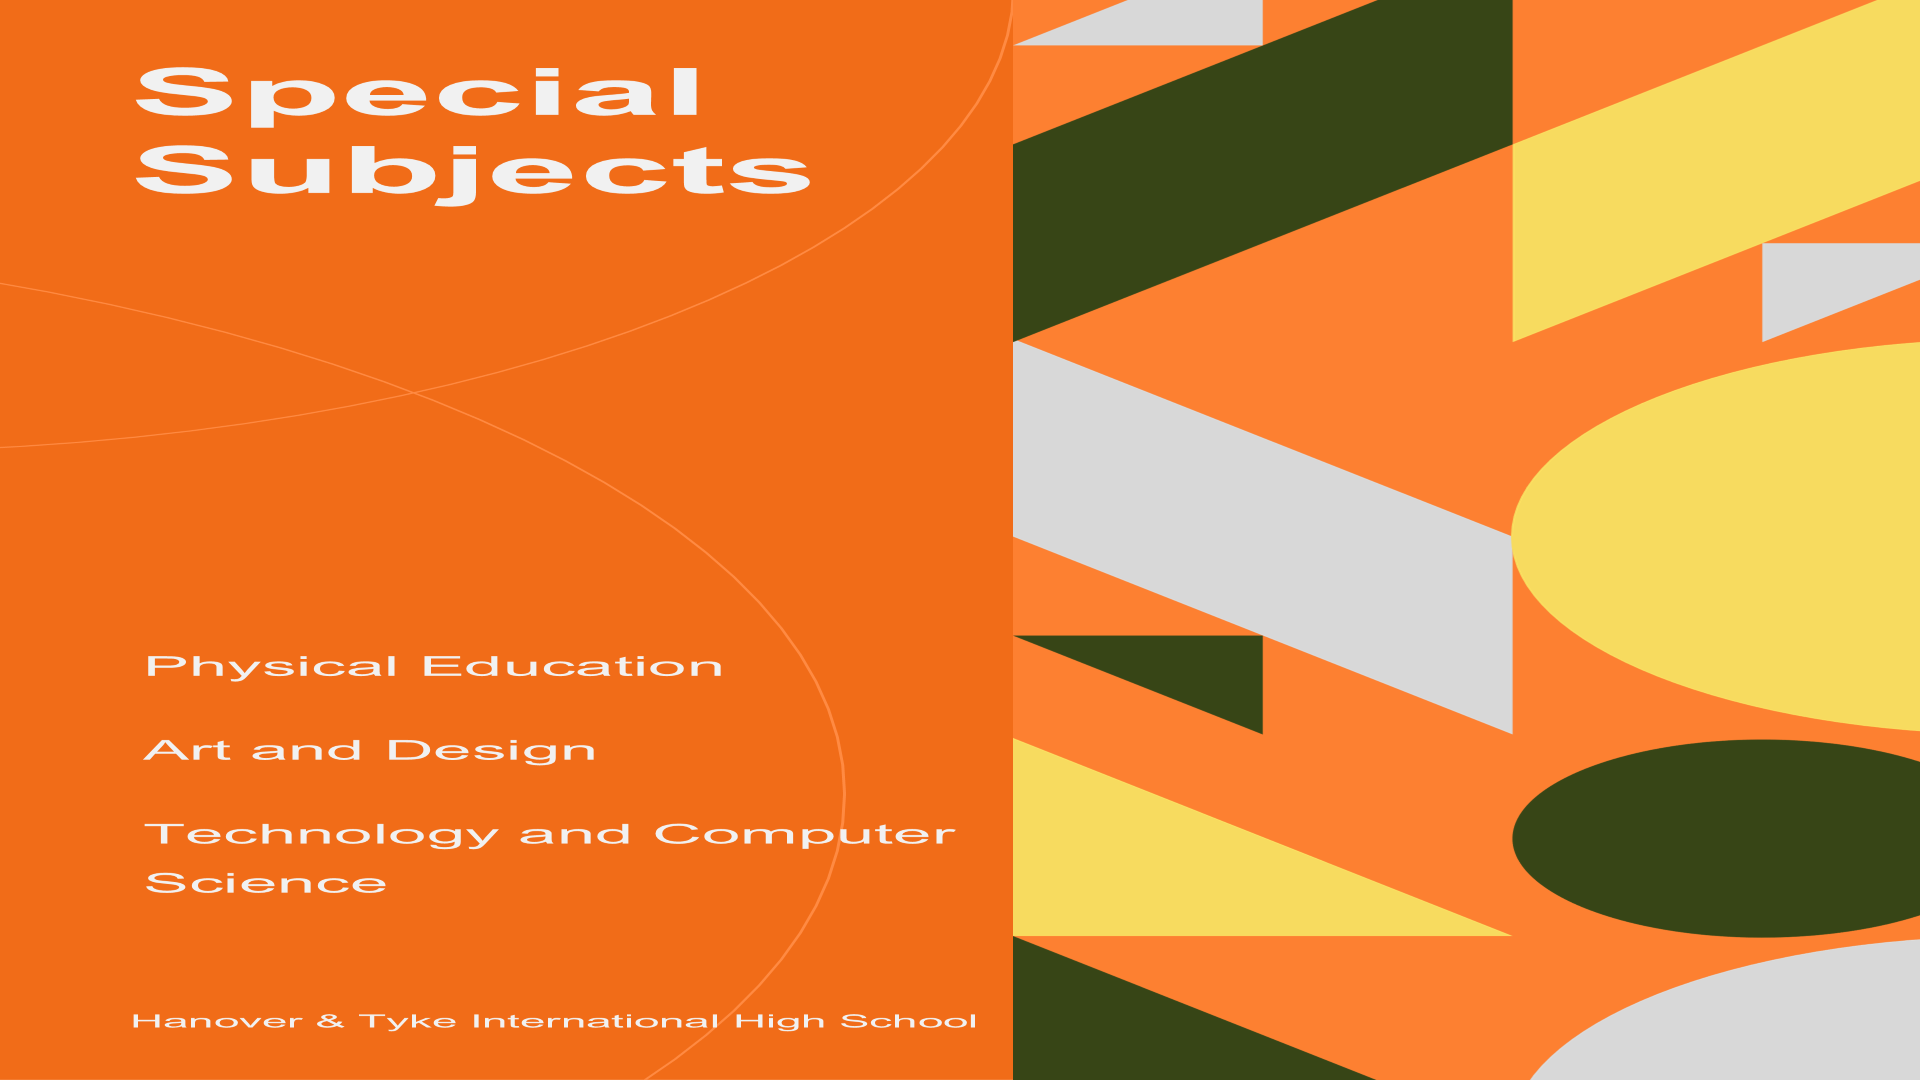 Special
Subjects
Physical Education
Art and Design
Technology and Computer
Science
Hanover & Tyke International High School